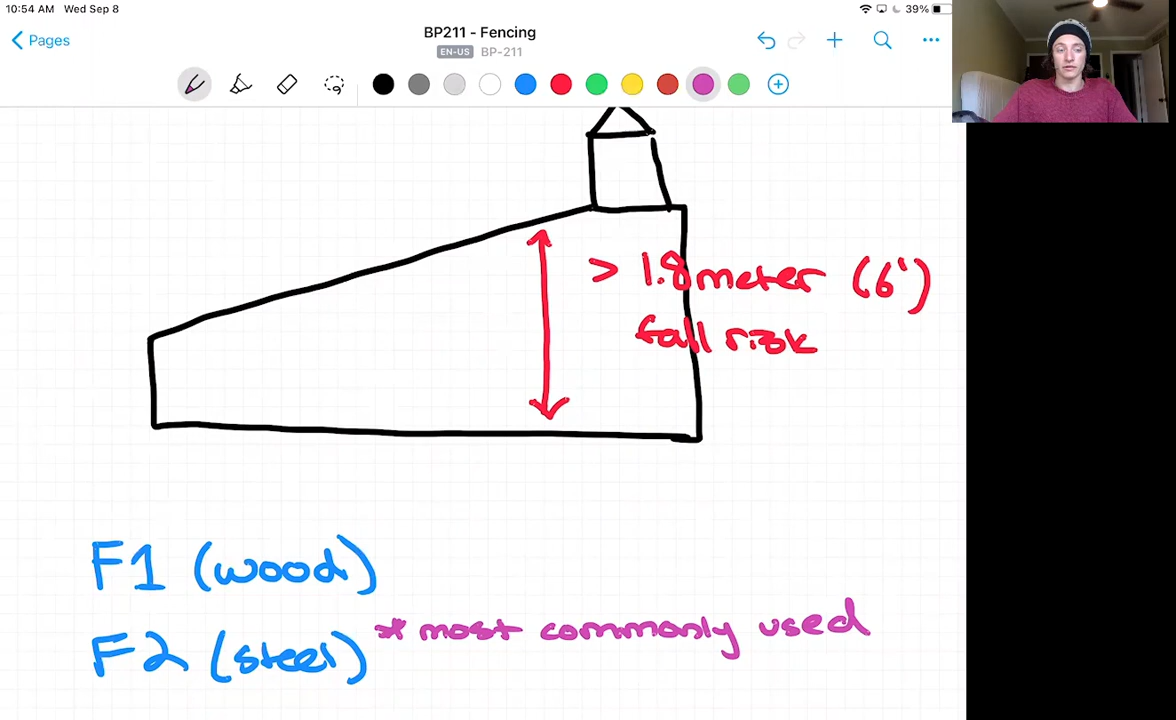 10:54 AM Wed Sep 8
39%
Pages
BP211 - Fencing
EN-US BP-211
> 1.8 meter (6')
fall risk
F1 (wood)
* most commonly used
F2 (steel)